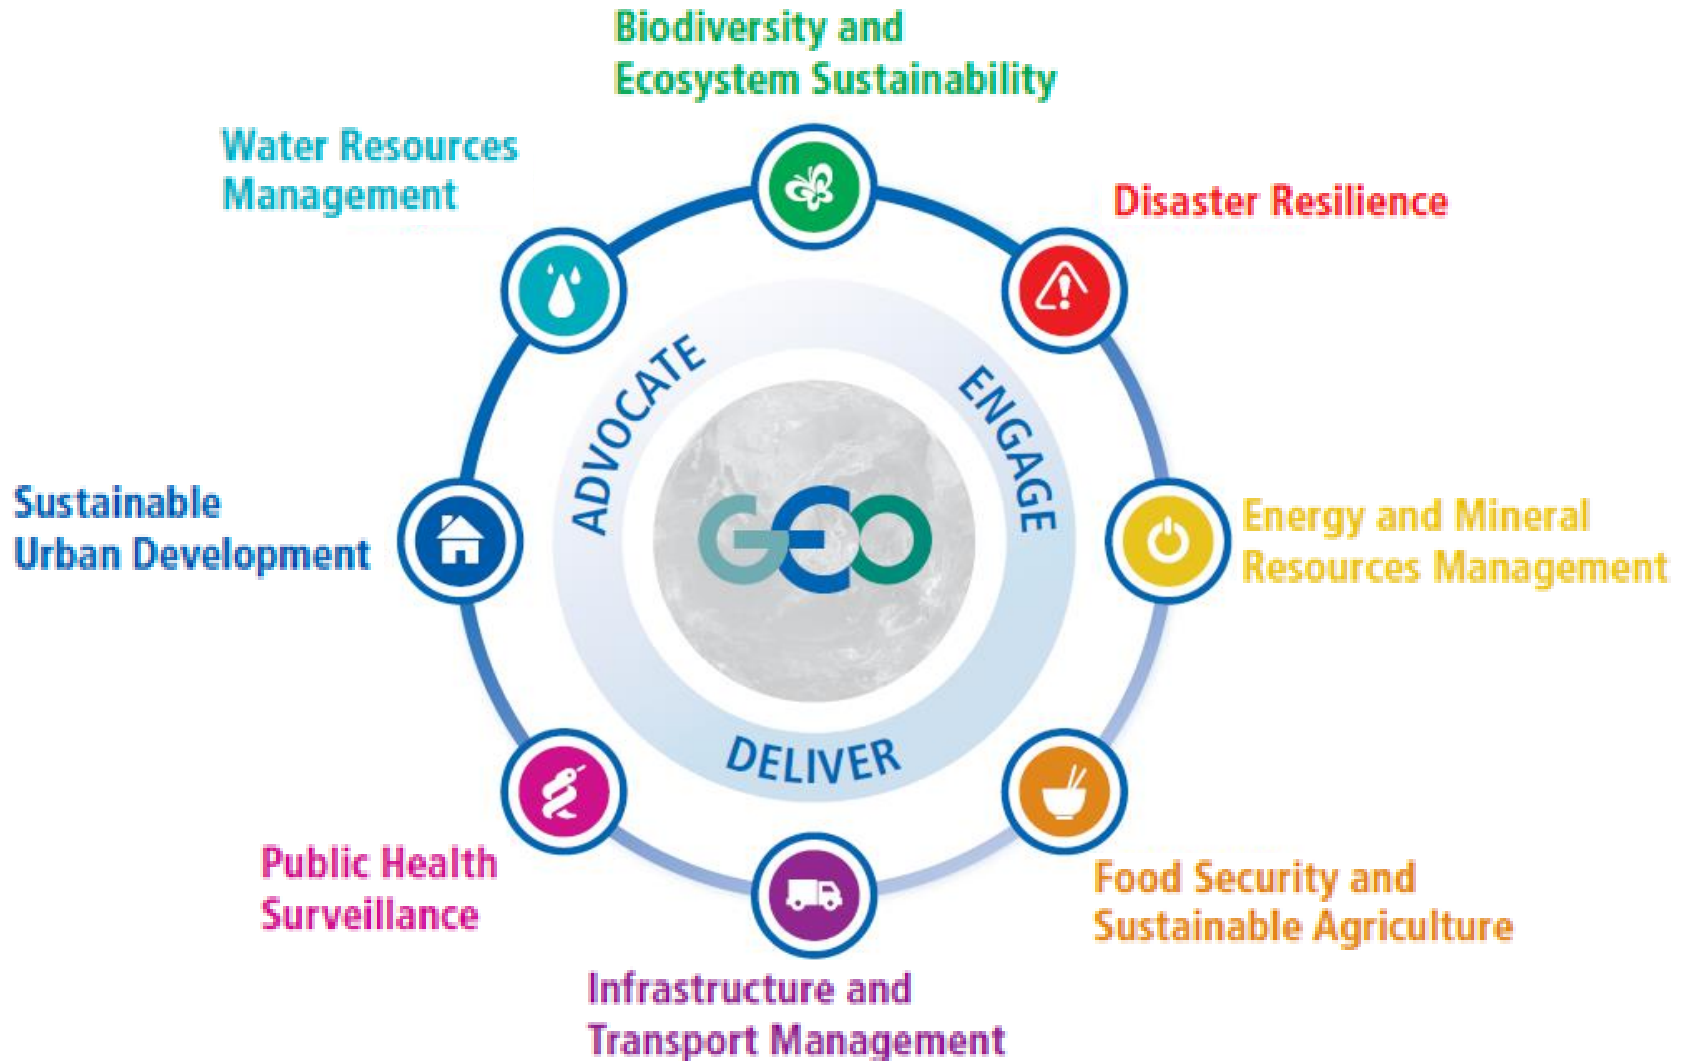 Biodiversity and
Ecosystem Sustainability
Water Resources
Management
Disaster Resilience
ADVOCATE
ENGAGE
GEO
Sustainable
Urban Development
Energy and Mineral
Resources Management
DELIVER
Public Health
Surveillance
Food Security and
Sustainable Agriculture
Infrastructure and
Transport Management